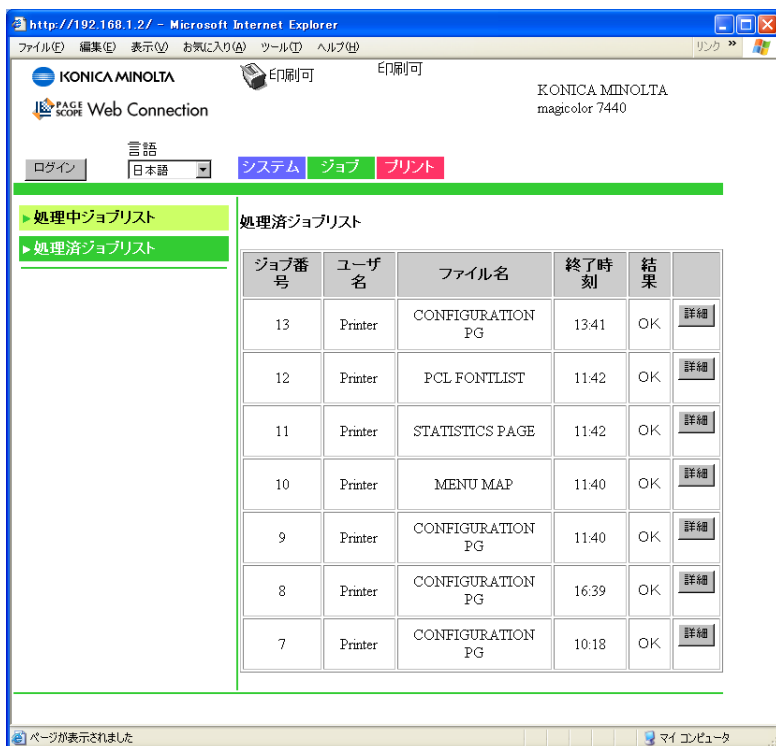 http://192.168.1.2/ - Microsoft Internet Explorer
ファイル(F) 編集(E) 表示(V) お気に入り(A) ツール(T) ヘルプ(H) リンク »
KONICA MINOLTA 印刷可 印刷可
KONICA MINOLTA
magicolor 7440
PAGE SCOPE Web Connection
言語
ログイン 日本語 システム ジョブ プリント
処理中ジョブリスト
処理済ジョブリスト
処理済ジョブリスト
ジョブ番号 ユーザ名 ファイル名 終了時刻 結果
13 Printer CONFIGURATION PG 13:41 OK 詳細
12 Printer PCL FONTLIST 11:42 OK 詳細
11 Printer STATISTICS PAGE 11:42 OK 詳細
10 Printer MENU MAP 11:40 OK 詳細
9 Printer CONFIGURATION PG 11:40 OK 詳細
8 Printer CONFIGURATION PG 16:39 OK 詳細
7 Printer CONFIGURATION PG 10:18 OK 詳細
ページが表示されました マイ コンピュータ